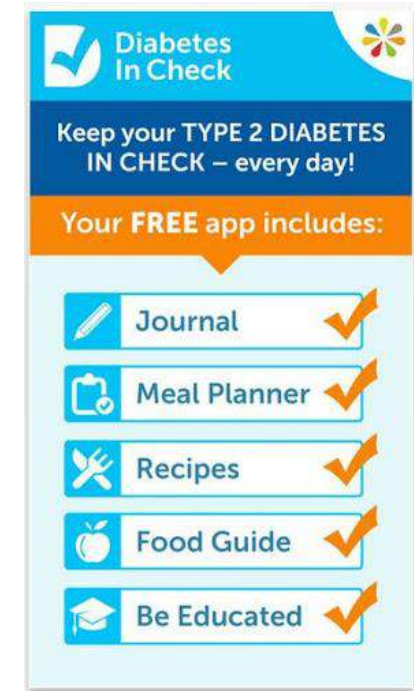 Diabetes
In Check
Keep your TYPE 2 DIABETES
IN CHECK – every day!
Your FREE app includes:
Journal
Meal Planner
Recipes
Food Guide
Be Educated